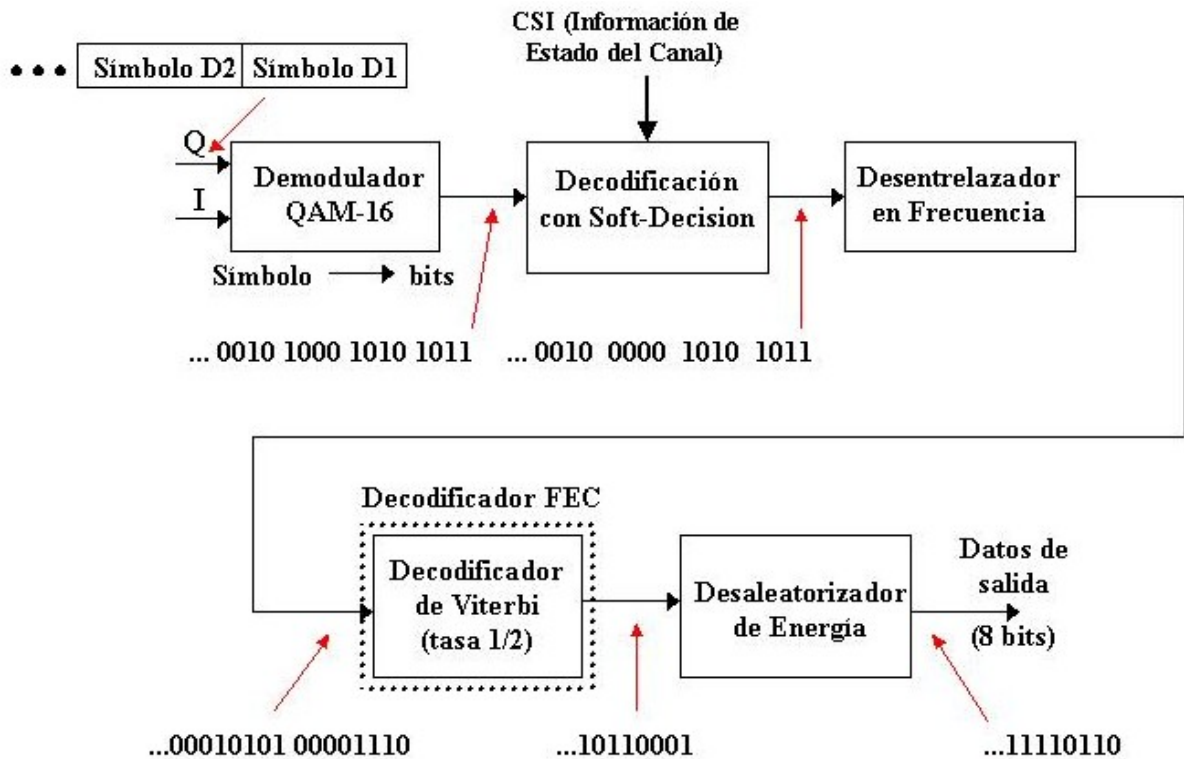 CSI (Información de
Estado del Canal)
••• Símbolo D2 Símbolo D1
Q
I
Demodulador
QAM-16
Decodificación
con Soft-Decision
Desentrelazador
en Frecuencia
Símbolo bits
... 0010 1000 1010 1011
... 0010 0000 1010 1011
Decodificador FEC
Decodificador
de Viterbi
(tasa 1/2)
Desaleatorizador
de Energía
Datos de
salida
(8 bits)
...00010101 00001110
...10110001
...11110110